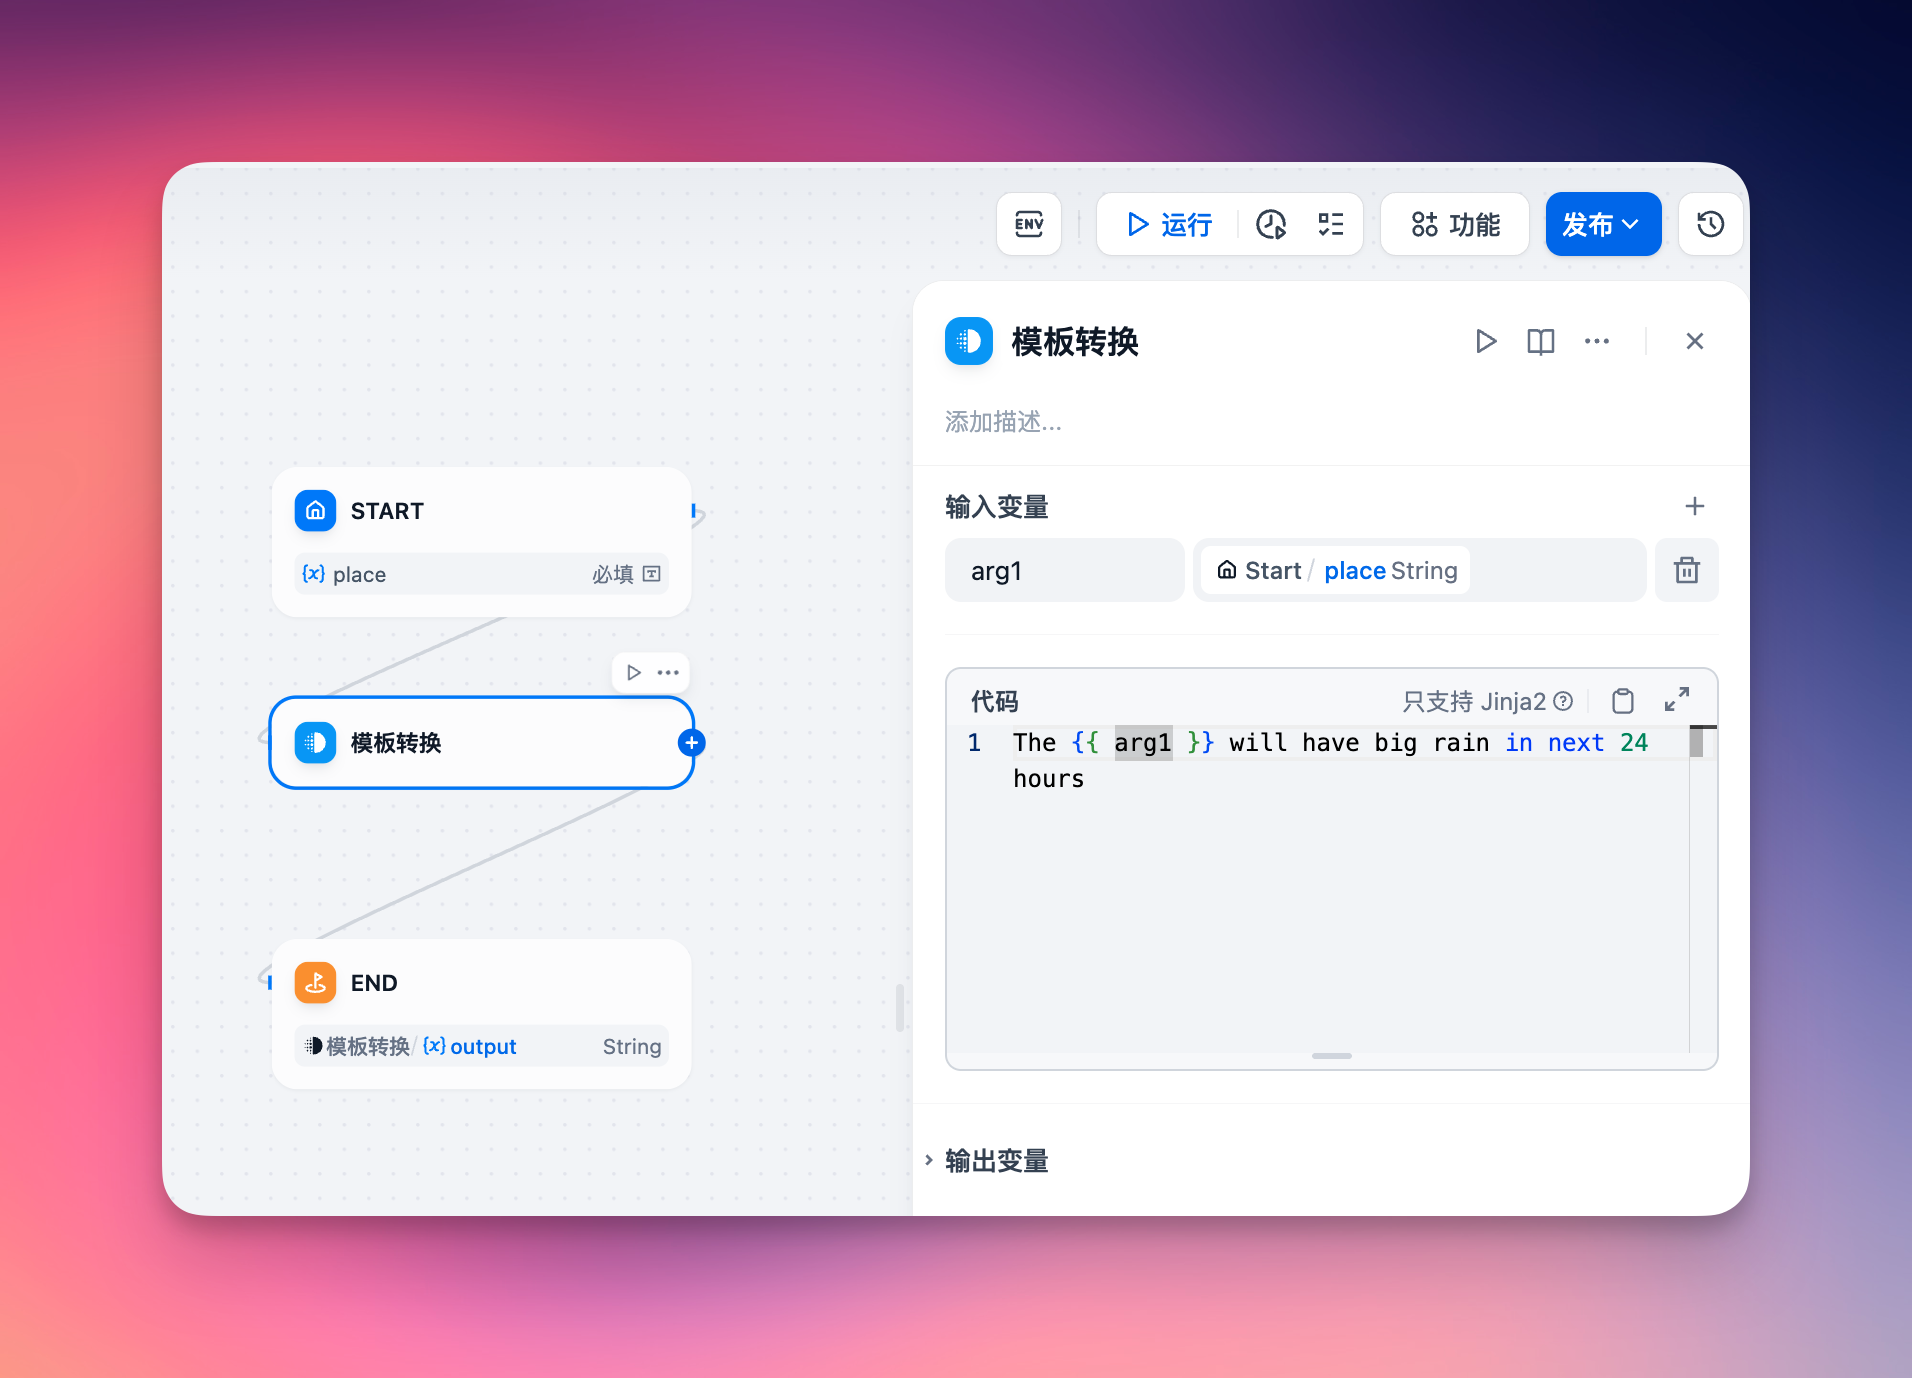 ENV
运行
功能
发布
模板转换
添加描述...
输入变量
arg1
Start / place String
代码
只支持 Jinja2
1 The {{ arg1 }} will have big rain in next 24
hours
输出变量
START
{x} place 必填
模板转换
END
模板转换 / {x} output String